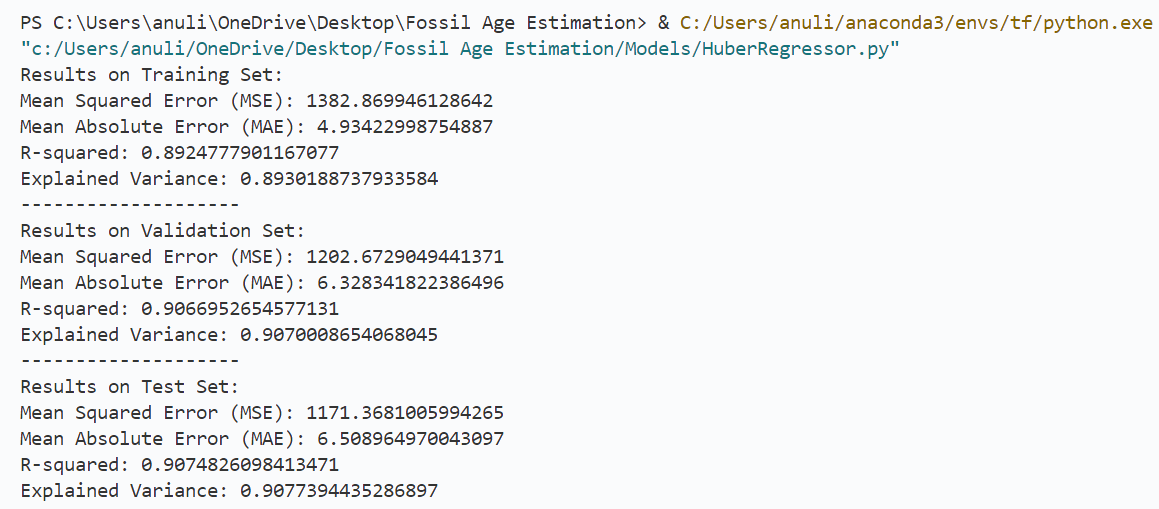 PS C:\Users\anuli\OneDrive\Desktop\Fossil Age Estimation> & C:/Users/anuli/anaconda3/envs/tf/python.exe
"c:/Users/anuli/OneDrive/Desktop/Fossil Age Estimation/Models/HuberRegressor.py"
Results on Training Set:
Mean Squared Error (MSE): 1382.869946128642
Mean Absolute Error (MAE): 4.93422998754887
R-squared: 0.8924777901167077
Explained Variance: 0.8930188737933584
--------------------
Results on Validation Set:
Mean Squared Error (MSE): 1202.6729049441371
Mean Absolute Error (MAE): 6.328341822386496
R-squared: 0.9066952654577131
Explained Variance: 0.9070008654068045
--------------------
Results on Test Set:
Mean Squared Error (MSE): 1171.3681005994265
Mean Absolute Error (MAE): 6.508964970043097
R-squared: 0.9074826098413471
Explained Variance: 0.9077394435286897